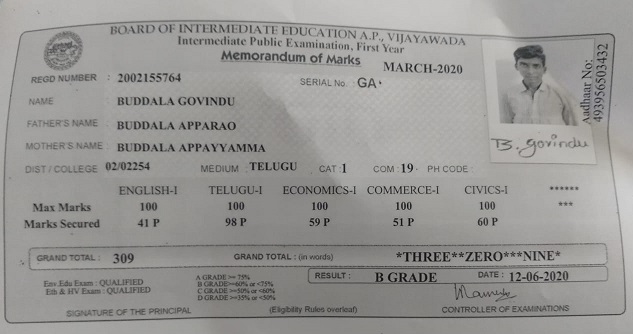 BOARD OF INTERMEDIATE EDUCATION A.P., VIJAYAWADA
Intermediate Public Examination, First Year
Memorandum of Marks
MARCH-2020
REGD NUMBER : 2002155764
SERIAL No. GA
NAME BUDDALA GOVINDU
FATHER'S NAME BUDDALA APPARAO
MOTHER'S NAME BUDDALA APPAYYAMMA
Aadhaar No: 493956503432
B. govindu
DIST / COLLEGE 02/02254 MEDIUM : TELUGU CAT : 1 COM : 19 PH CODE :
ENGLISH-I TELUGU-I ECONOMICS-I COMMERCE-I CIVICS-I ******
Max Marks 100 100 100 100 100 ***
Marks Secured 41 P 98 P 59 P 51 P 60 P
GRAND TOTAL : 309 GRAND TOTAL : (in words) *THREE**ZERO***NINE*
Env.Edu Exam : QUALIFIED
Eth & HV Exam : QUALIFIED
A GRADE >= 75%
B GRADE>=60% or <75%
C GRADE>=50% or <60%
D GRADE>=35% or <50%
RESULT : B GRADE DATE : 12-06-2020
SIGNATURE OF THE PRINCIPAL (Eligibility Rules overleaf) CONTROLLER OF EXAMINATIONS